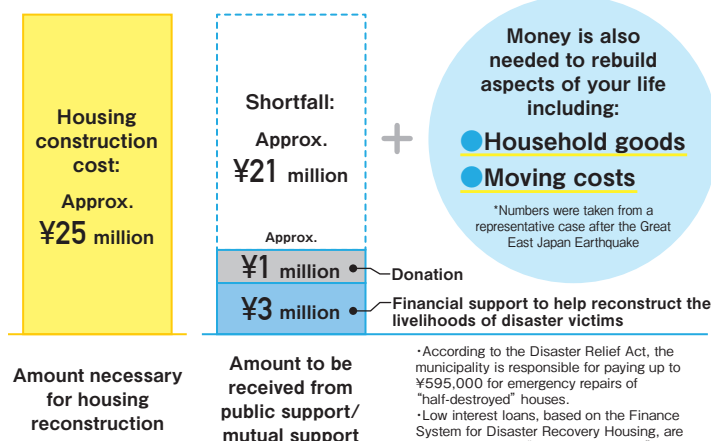 Housing
construction
cost:
Approx.
¥25 million
Amount necessary
for housing
reconstruction
Shortfall:
Approx.
¥21 million
Approx.
¥1 million
Donation
¥3 million
Financial support to help reconstruct the
livelihoods of disaster victims
Amount to be
received from
public support/
mutual support
+
Money is also
needed to rebuild
aspects of your life
including:
●Household goods
●Moving costs
*Numbers were taken from a
representative case after the Great
East Japan Earthquake
・According to the Disaster Relief Act, the
municipality is responsible for paying up to
¥595,000 for emergency repairs of
"half-destroyed" houses.
・Low interest loans, based on the Finance
System for Disaster Recovery Housing, are